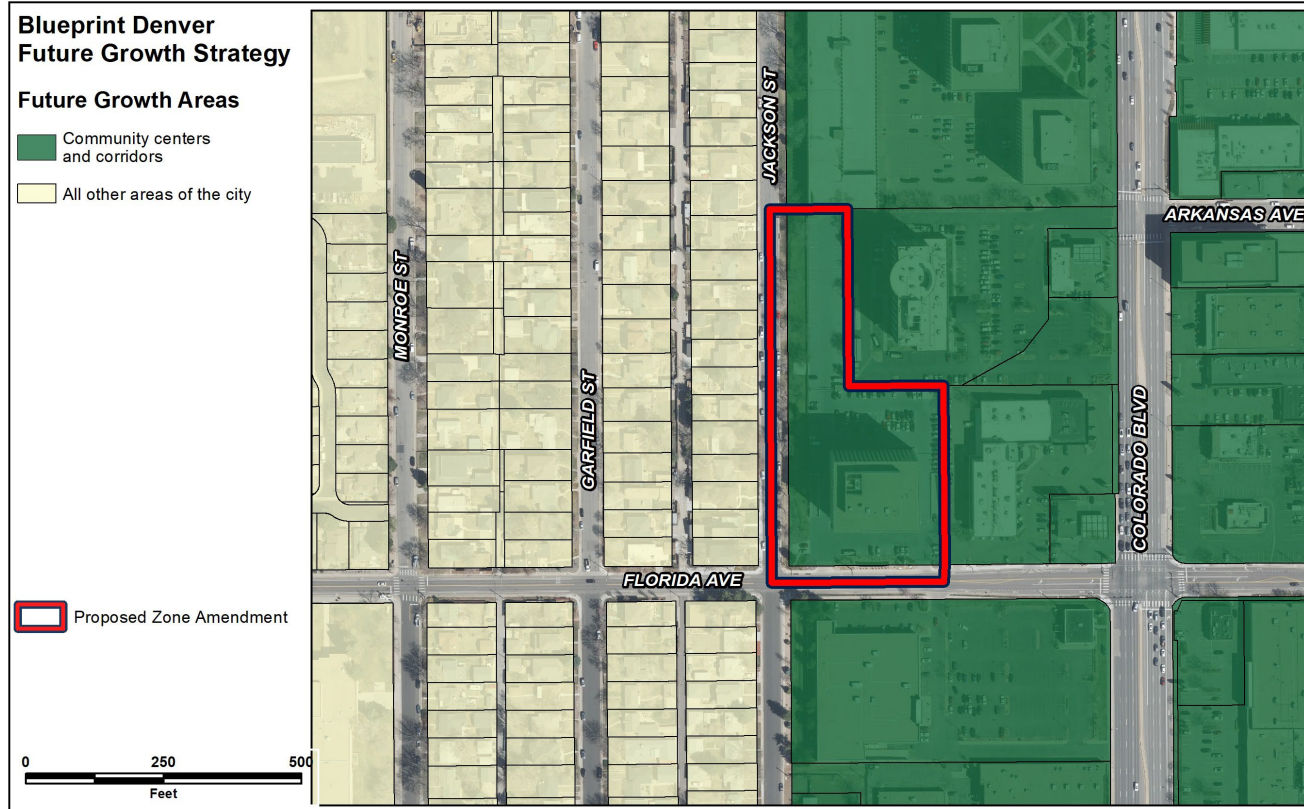 Blueprint Denver
Future Growth Strategy
Future Growth Areas
Community centers
and corridors
All other areas of the city
Proposed Zone Amendment
0 250 500
Feet
JACKSON ST
ARKANSAS AVE
MONROE ST
GARFIELD ST
COLORADO BLVD
FLORIDA AVE